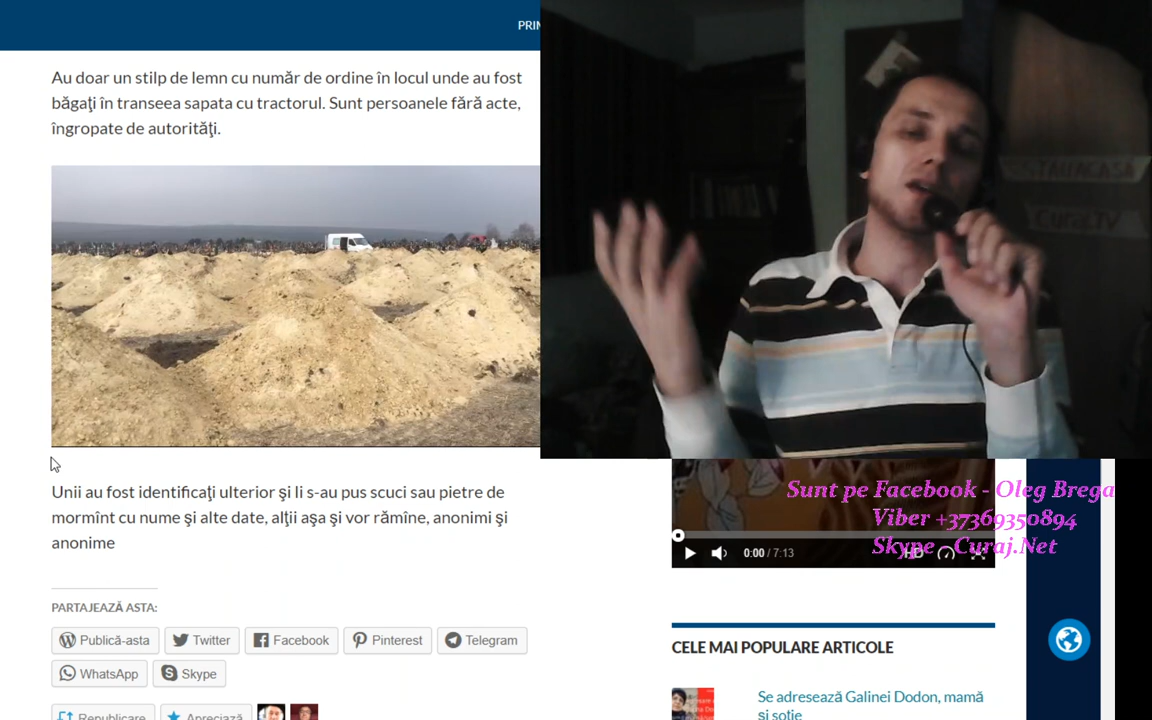 PRIN
Au doar un stilp de lemn cu număr de ordine în locul unde au fost
băgaţi în transeea sapata cu tractorul. Sunt persoanele fără acte,
îngropate de autorităţi.
CurajTV
Unii au fost identificaţi ulterior şi li s-au pus scuci sau pietre de
mormînt cu nume şi alte date, alţii aşa şi vor rămine, anonimi şi
anonime
Sunt pe Facebook - Oleg Brega
Viber +37369350894
Skype - Curaj.Net
0:00 / 7:13
HD
PARTAJEAZĂ ASTA:
Publică-asta
Twitter
Facebook
Pinterest
Telegram
WhatsApp
Skype
Republicare
Apreciază
CELE MAI POPULARE ARTICOLE
Se adresează Galinei Dodon, mamă
şi soţie